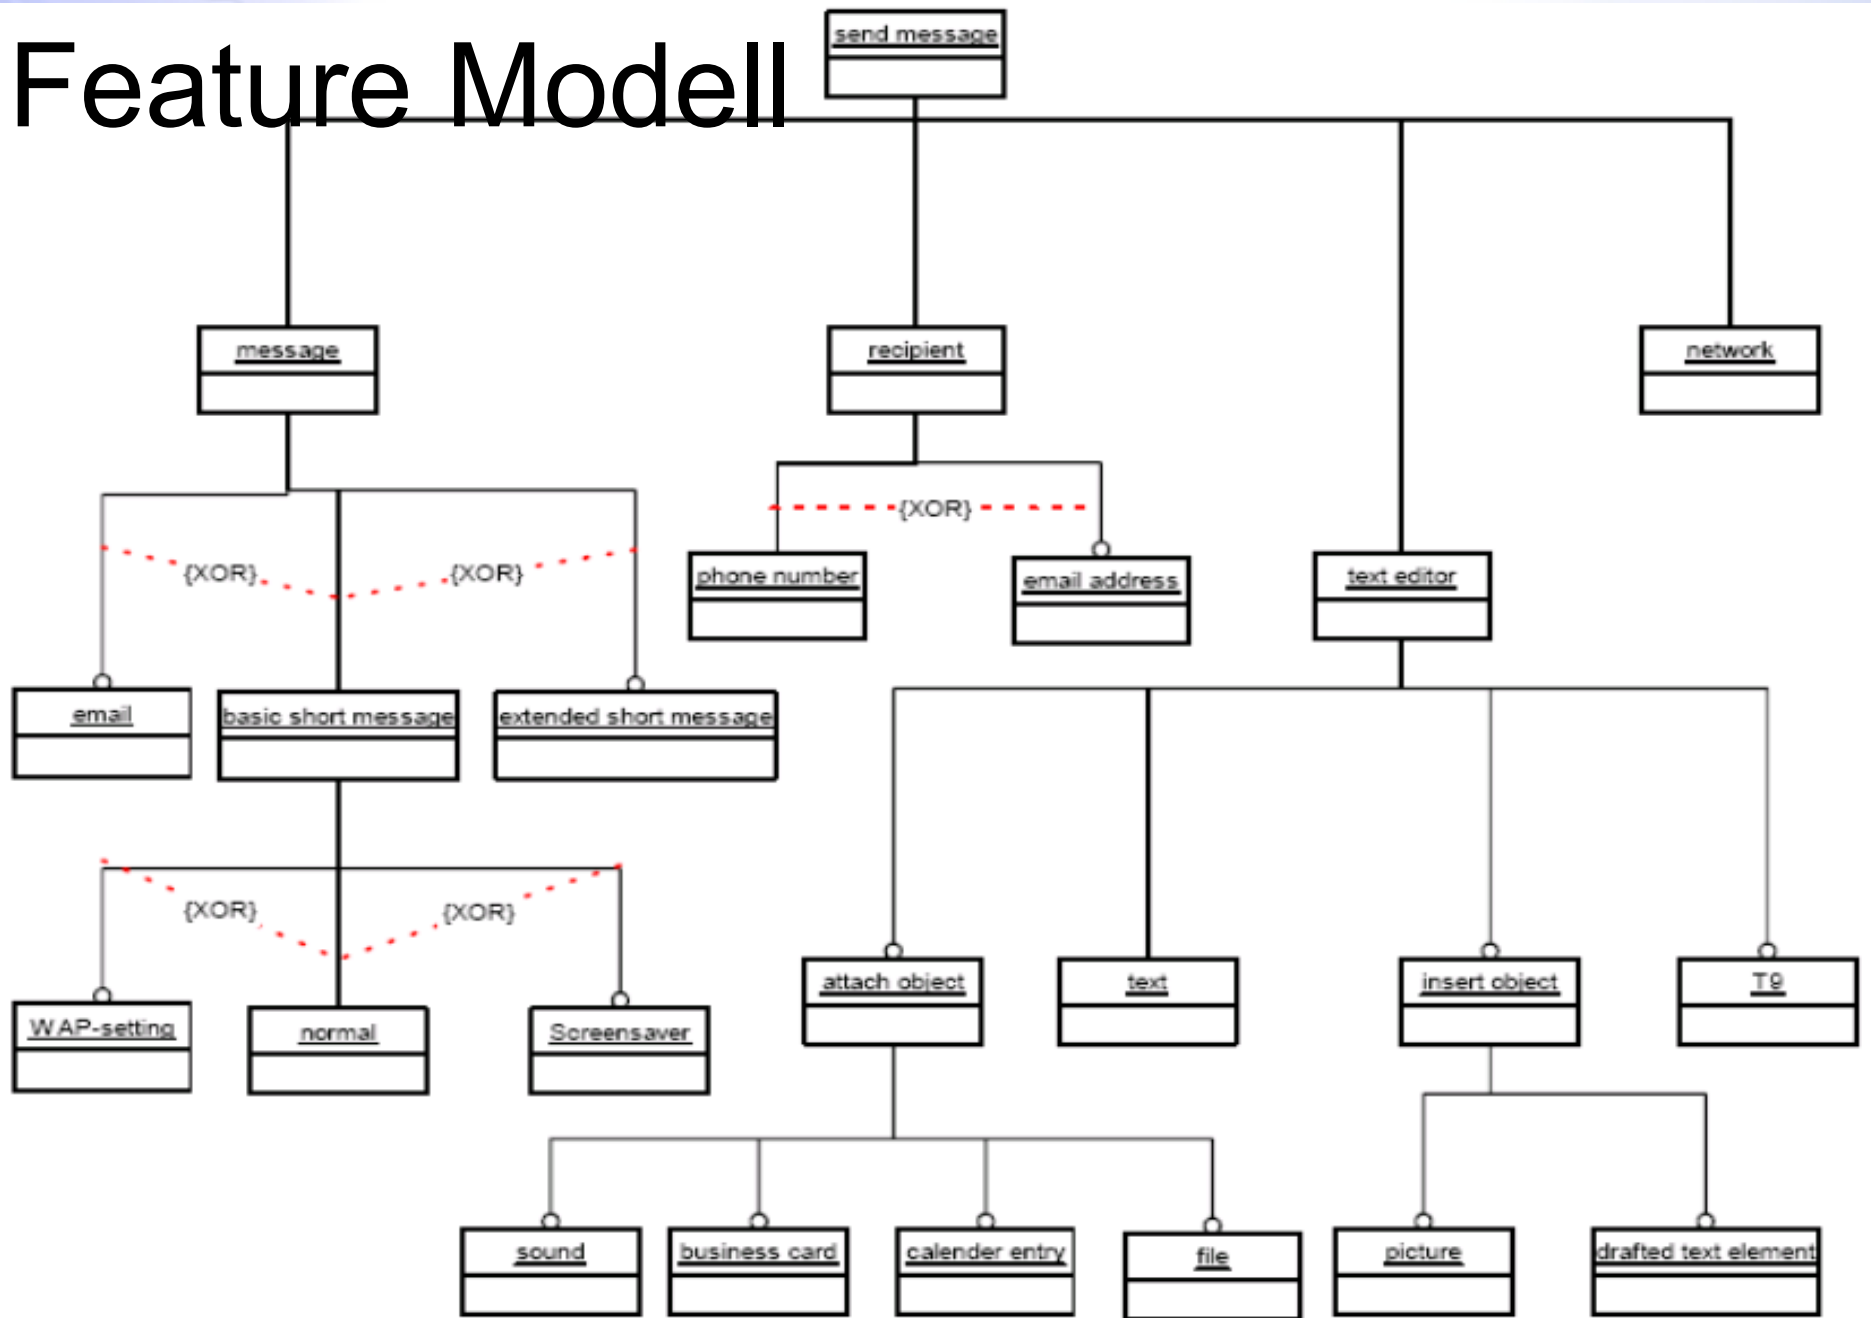 Feature Modell
send message
message
recipient
network
{XOR}
{XOR}
{XOR}
phone number
email address
text editor
email
basic short message
extended short message
{XOR}
{XOR}
WAP-setting
normal
Screensaver
attach object
text
insert object
T9
sound
business card
calender entry
file
picture
drafted text element